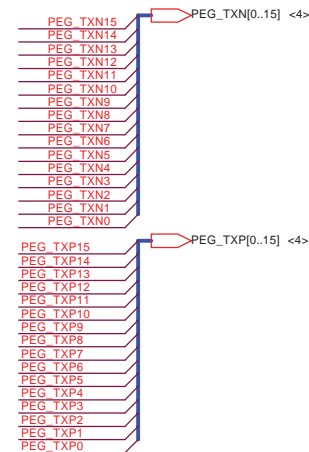 PEG_TXN[0..15] <4>
PEG_TXN15
PEG_TXN14
PEG_TXN13
PEG_TXN12
PEG_TXN11
PEG_TXN10
PEG_TXN9
PEG_TXN8
PEG_TXN7
PEG_TXN6
PEG_TXN5
PEG_TXN4
PEG_TXN3
PEG_TXN2
PEG_TXN1
PEG_TXN0
PEG_TXP[0..15] <4>
PEG_TXP15
PEG_TXP14
PEG_TXP13
PEG_TXP12
PEG_TXP11
PEG_TXP10
PEG_TXP9
PEG_TXP8
PEG_TXP7
PEG_TXP6
PEG_TXP5
PEG_TXP4
PEG_TXP3
PEG_TXP2
PEG_TXP1
PEG_TXP0